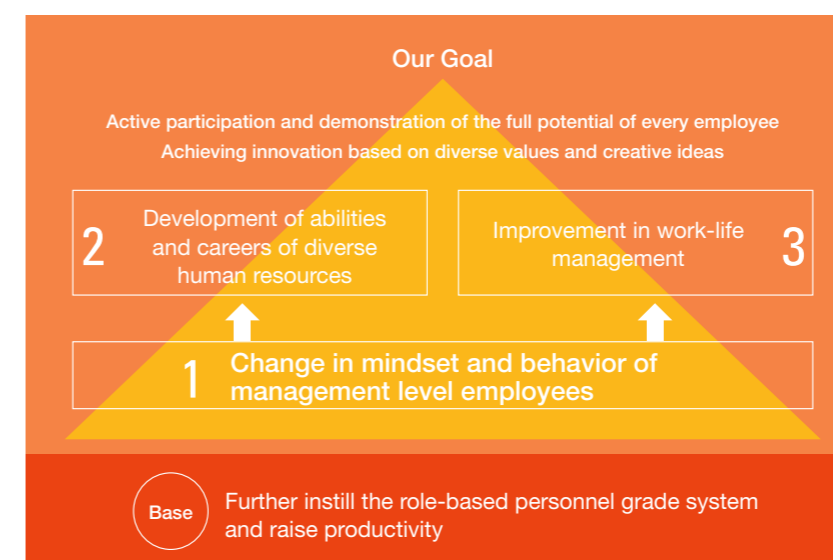 Our Goal
Active participation and demonstration of the full potential of every employee
Achieving innovation based on diverse values and creative ideas
2
Development of abilities
and careers of diverse
human resources
Improvement in work-life
management
3
1
Change in mindset and behavior of
management level employees
Base
Further instill the role-based personnel grade system
and raise productivity